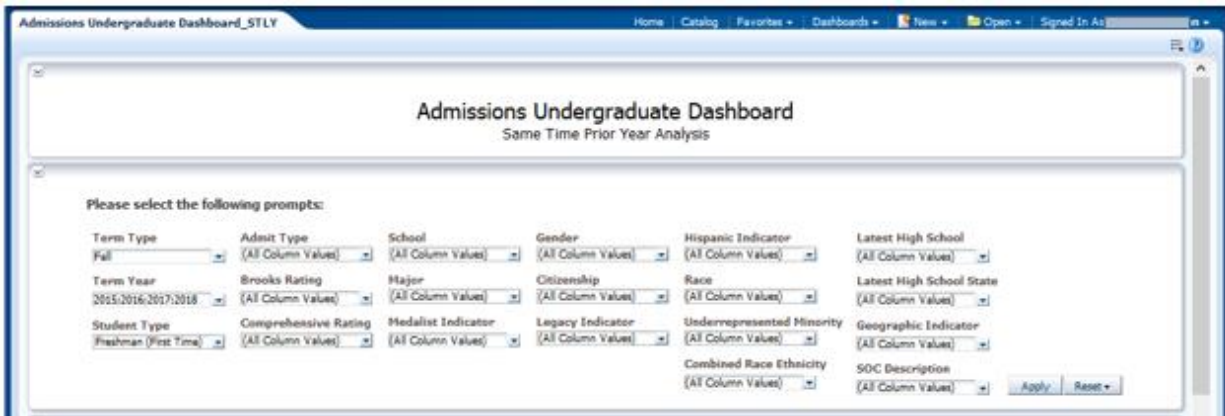 Admissions Undergraduate Dashboard_STLY Home Catalog Favorites Dashboards New Open Signed In As
Admissions Undergraduate Dashboard
Same Time Prior Year Analysis
Please select the following prompts:
Term Type Admit Type School Gender Hispanic Indicator Latest High School
Fall (All Column Values) (All Column Values) (All Column Values) (All Column Values) (All Column Values)
Term Year Brooks Rating Major Citizenship Race Latest High School State
2015;2016;2017;2018 (All Column Values) (All Column Values) (All Column Values) (All Column Values) (All Column Values)
Student Type Comprehensive Rating Medalist Indicator Legacy Indicator Underrepresented Minority Geographic Indicator
Freshman (First Time) (All Column Values) (All Column Values) (All Column Values) (All Column Values) (All Column Values)
Combined Race Ethnicity SOC Description
(All Column Values) (All Column Values) Apply Reset